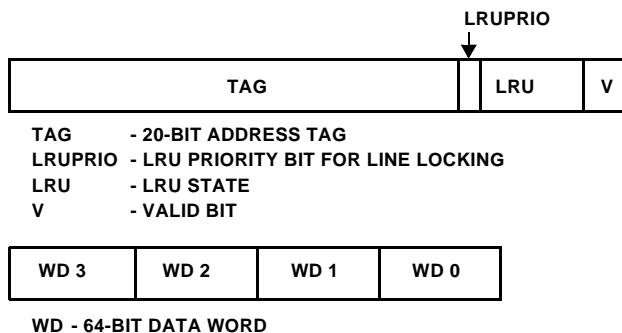 LRUPRIO
TAG LRU V
TAG - 20-BIT ADDRESS TAG
LRUPRIO - LRU PRIORITY BIT FOR LINE LOCKING
LRU - LRU STATE
V - VALID BIT
WD 3 WD 2 WD 1 WD 0
WD - 64-BIT DATA WORD